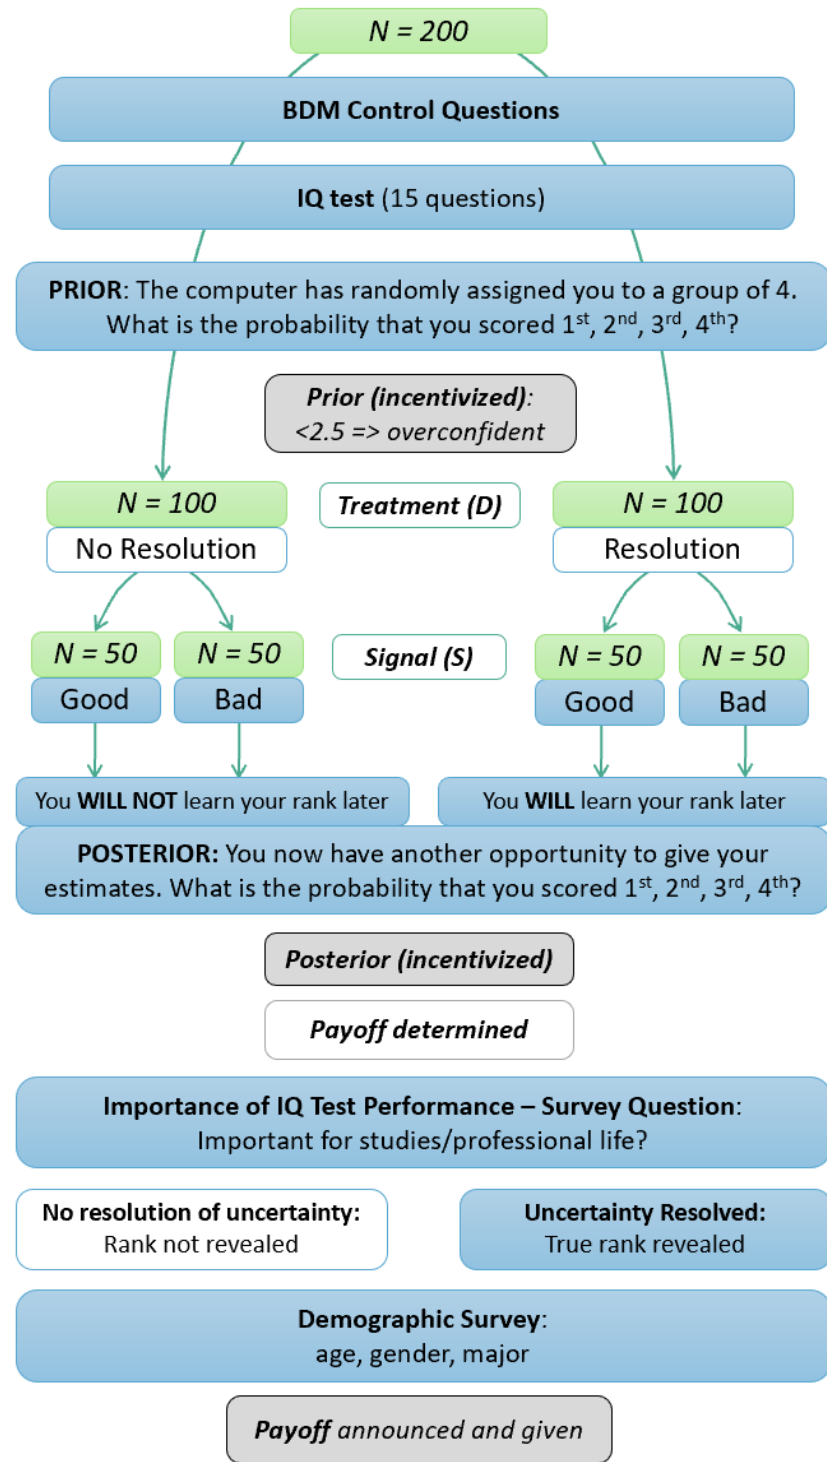 N = 200
BDM Control Questions
IQ test (15 questions)
PRIOR: The computer has randomly assigned you to a group of 4.
What is the probability that you scored 1st, 2nd, 3rd, 4th?
Prior (incentivized):
<2.5 => overconfident
N = 100
Treatment (D)
N = 100
No Resolution
Resolution
N = 50
N = 50
Signal (S)
N = 50
N = 50
Good
Bad
Good
Bad
You WILL NOT learn your rank later
You WILL learn your rank later
POSTERIOR: You now have another opportunity to give your
estimates. What is the probability that you scored 1st, 2nd, 3rd, 4th?
Posterior (incentivized)
Payoff determined
Importance of IQ Test Performance – Survey Question:
Important for studies/professional life?
No resolution of uncertainty:
Rank not revealed
Uncertainty Resolved:
True rank revealed
Demographic Survey:
age, gender, major
Payoff announced and given